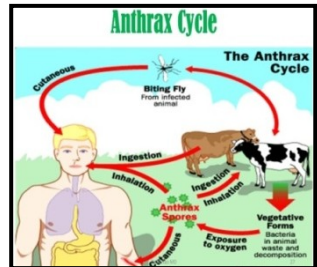 Anthrax Cycle
The Anthrax
Cycle
Cutaneous
Biting Fly
From infected
animal
Ingestion
Inhalation
Ingestion
Inhalation
Anthrax
Spores
Vegetative
Forms
Bacteria
in animal
waste and
decomposition
Exposure
to oxygen
Cutaneous